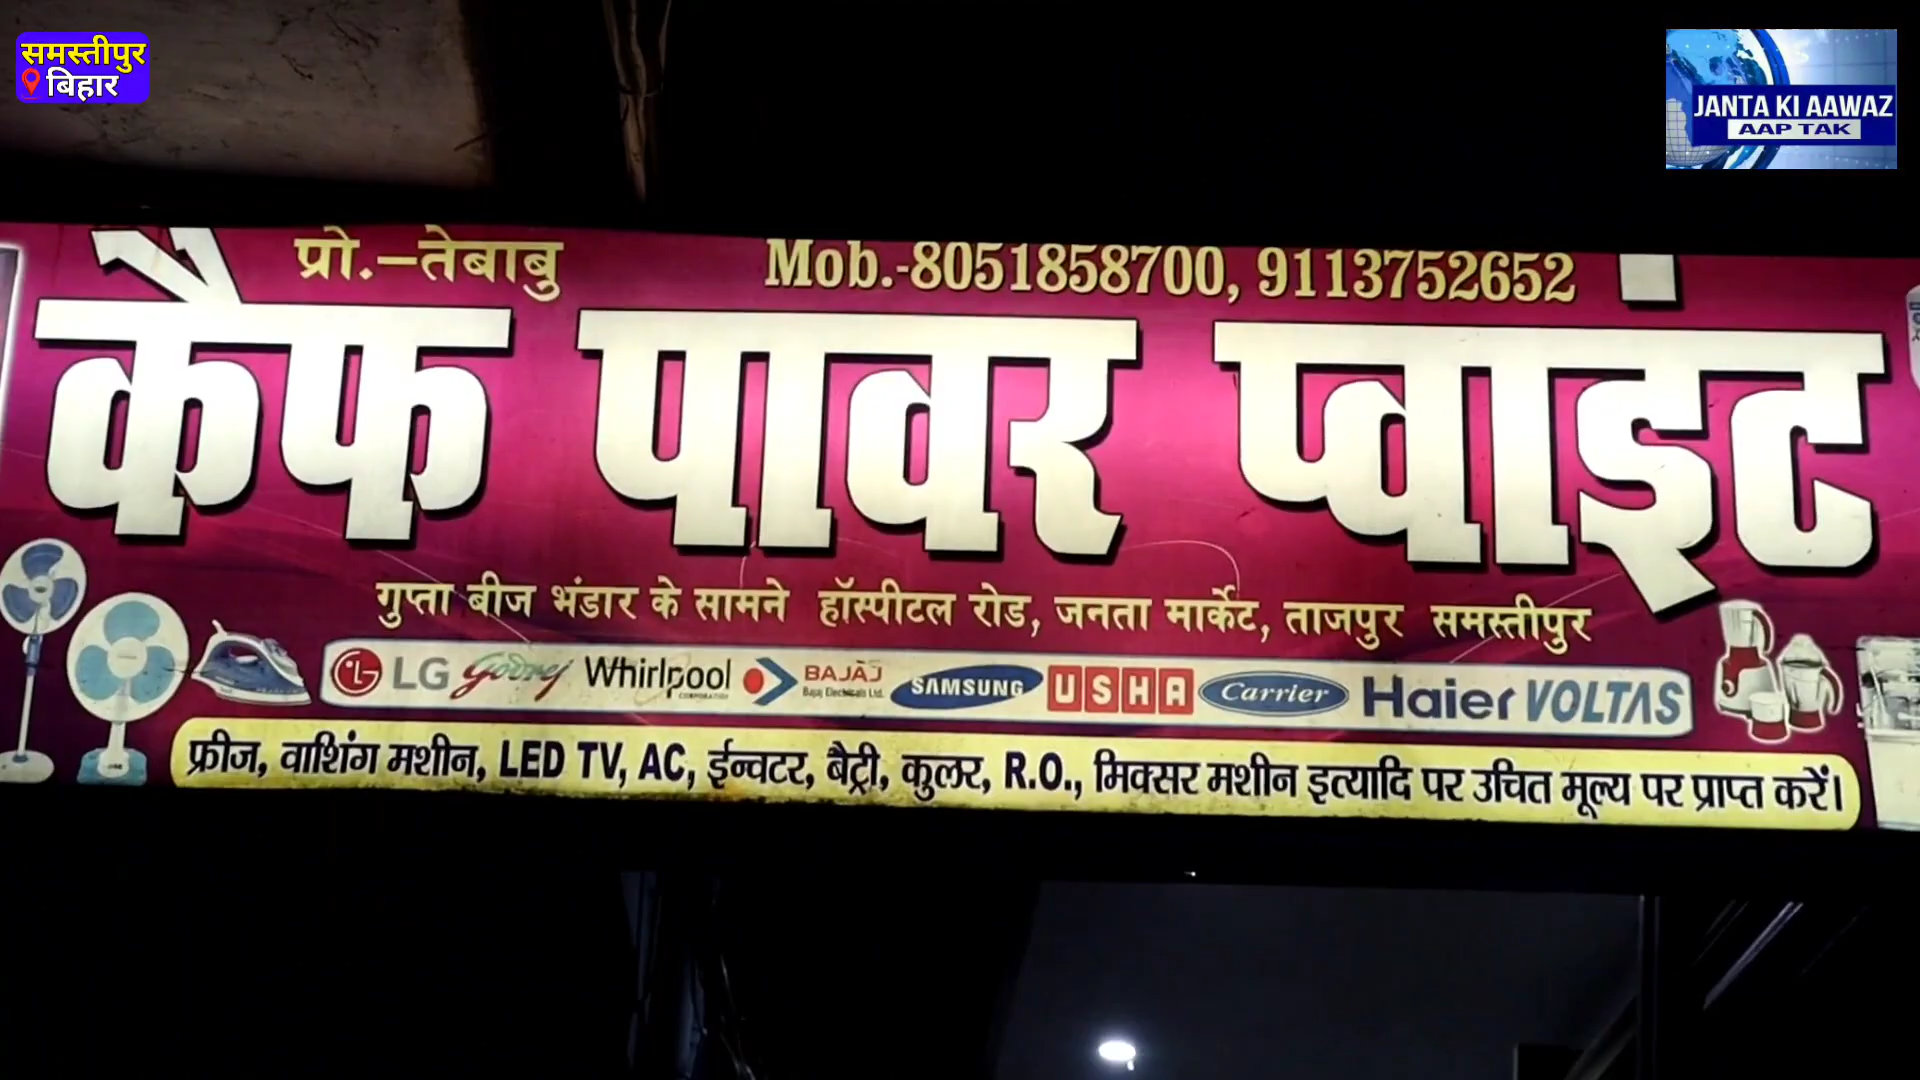 समस्तीपुर
बिहार
JANTA KI AAWAZ
AAP TAK
प्रो.–तेबाबु Mob.-8051858700, 9113752652
कैफ पावर प्वाइंट
गुप्ता बीज भंडार के सामने हॉस्पीटल रोड, जनता मार्केट, ताजपुर समस्तीपुर
LG Godrej Whirlpool CORPORATION BAJAJ Bajaj Electricals Ltd. SAMSUNG USHA Carrier Haier VOLTAS
फ्रीज, वाशिंग मशीन, LED TV, AC, ईन्वटर, बैट्री, कुलर, R.O., मिक्सर मशीन इत्यादि पर उचित मूल्य पर प्राप्त करें।